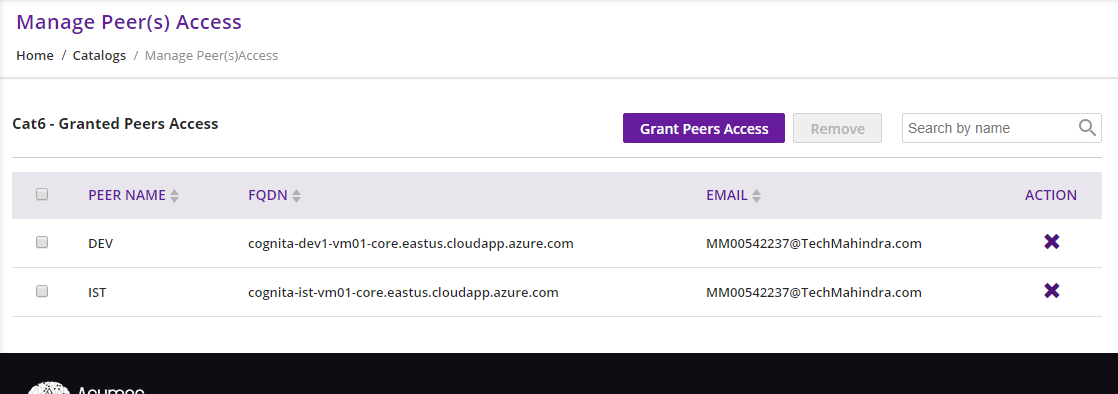 Manage Peer(s) Access
Home / Catalogs / Manage Peer(s)Access
Cat6 - Granted Peers Access Grant Peers Access Remove Search by name
PEER NAME FQDN EMAIL ACTION
DEV cognita-dev1-vm01-core.eastus.cloudapp.azure.com MM00542237@TechMahindra.com
IST cognita-ist-vm01-core.eastus.cloudapp.azure.com MM00542237@TechMahindra.com